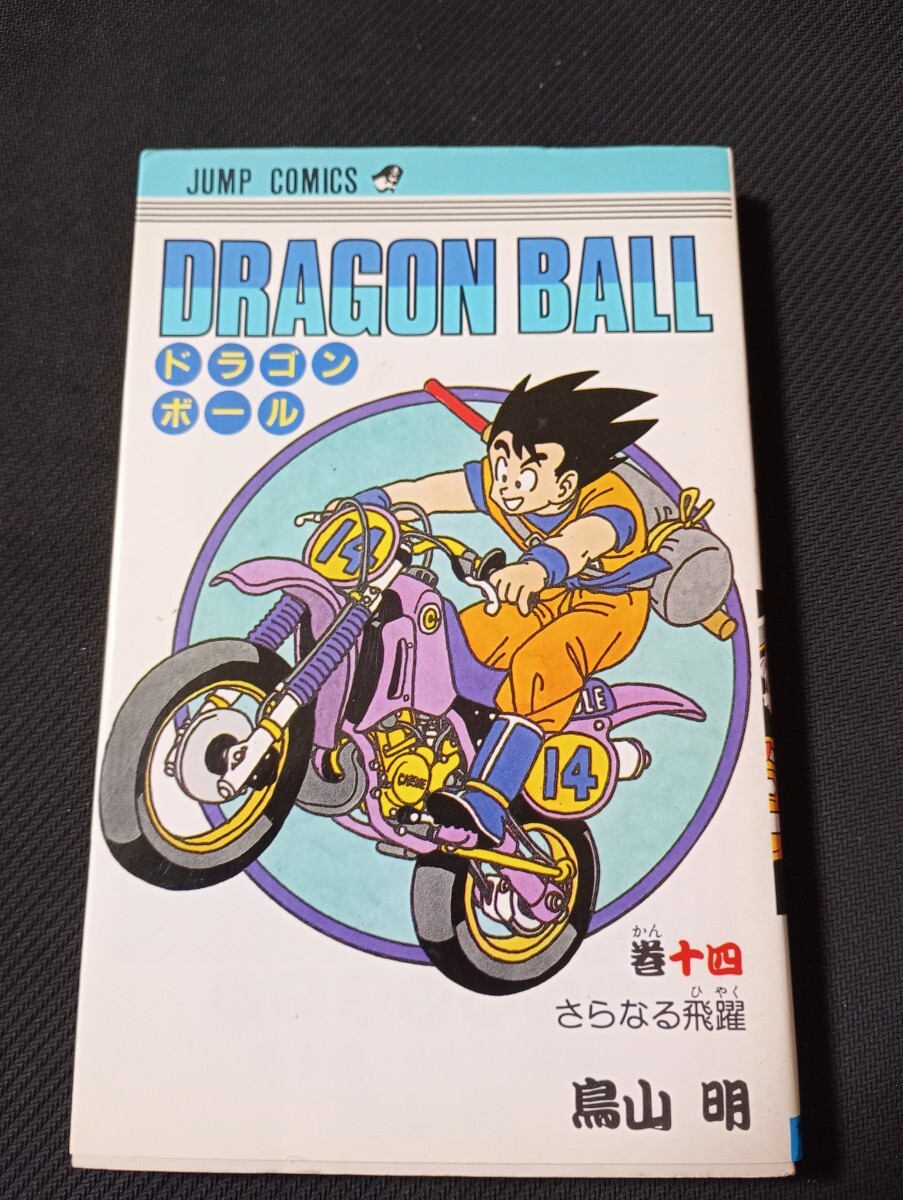 JUMP COMICS
DRAGON BALL
ドラゴン
ボール
14
C
CAPSULE
14
かん
巻十四
ひやく
さらなる飛躍
鳥山 明